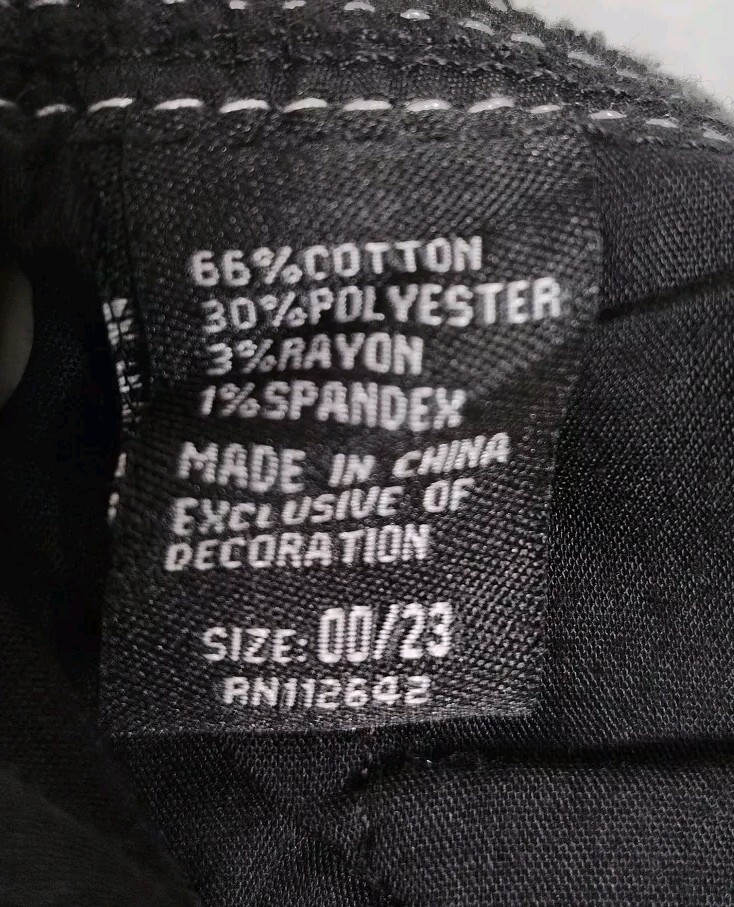 66%COTTON
30%POLYESTER
3%RAYON
1%SPANDEX
MADE IN CHINA
EXCLUSIVE OF
DECORATION
SIZE: 00/23
RN112642